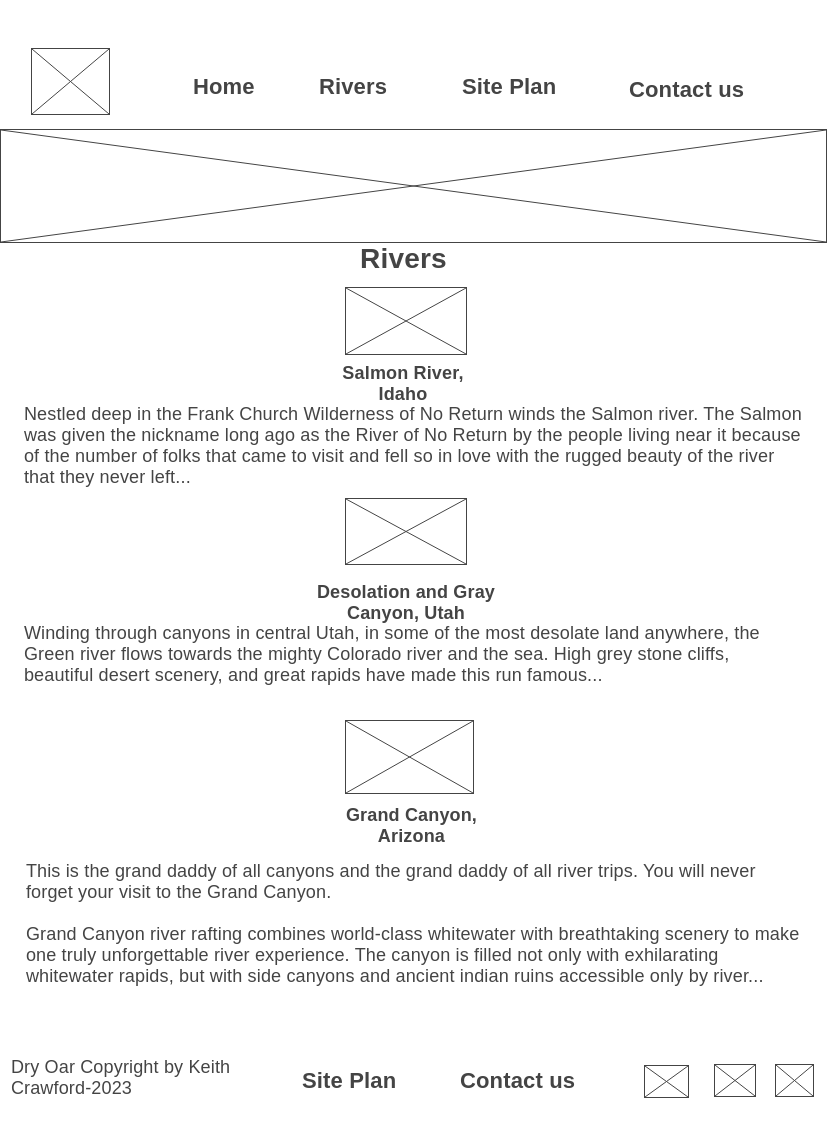 Home Rivers Site Plan Contact us
Rivers
Salmon River,
Idaho
Nestled deep in the Frank Church Wilderness of No Return winds the Salmon river. The Salmon
was given the nickname long ago as the River of No Return by the people living near it because
of the number of folks that came to visit and fell so in love with the rugged beauty of the river
that they never left...
Desolation and Gray
Canyon, Utah
Winding through canyons in central Utah, in some of the most desolate land anywhere, the
Green river flows towards the mighty Colorado river and the sea. High grey stone cliffs,
beautiful desert scenery, and great rapids have made this run famous...
Grand Canyon,
Arizona
This is the grand daddy of all canyons and the grand daddy of all river trips. You will never
forget your visit to the Grand Canyon.
Grand Canyon river rafting combines world-class whitewater with breathtaking scenery to make
one truly unforgettable river experience. The canyon is filled not only with exhilarating
whitewater rapids, but with side canyons and ancient indian ruins accessible only by river...
Dry Oar Copyright by Keith
Crawford-2023
Site Plan Contact us